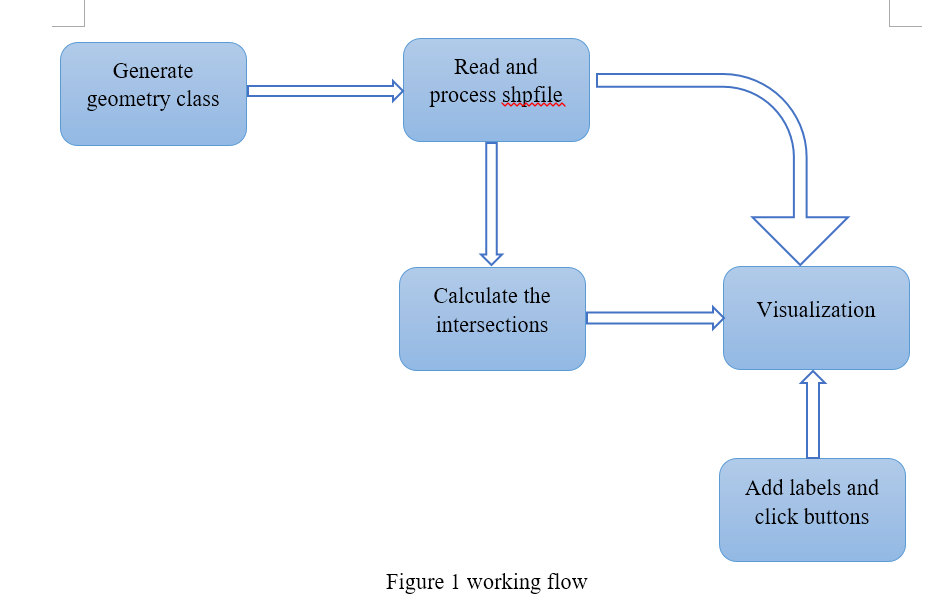 Generate
geometry class
Read and
process shpfile
Calculate the
intersections
Visualization
Add labels and
click buttons
Figure 1 working flow